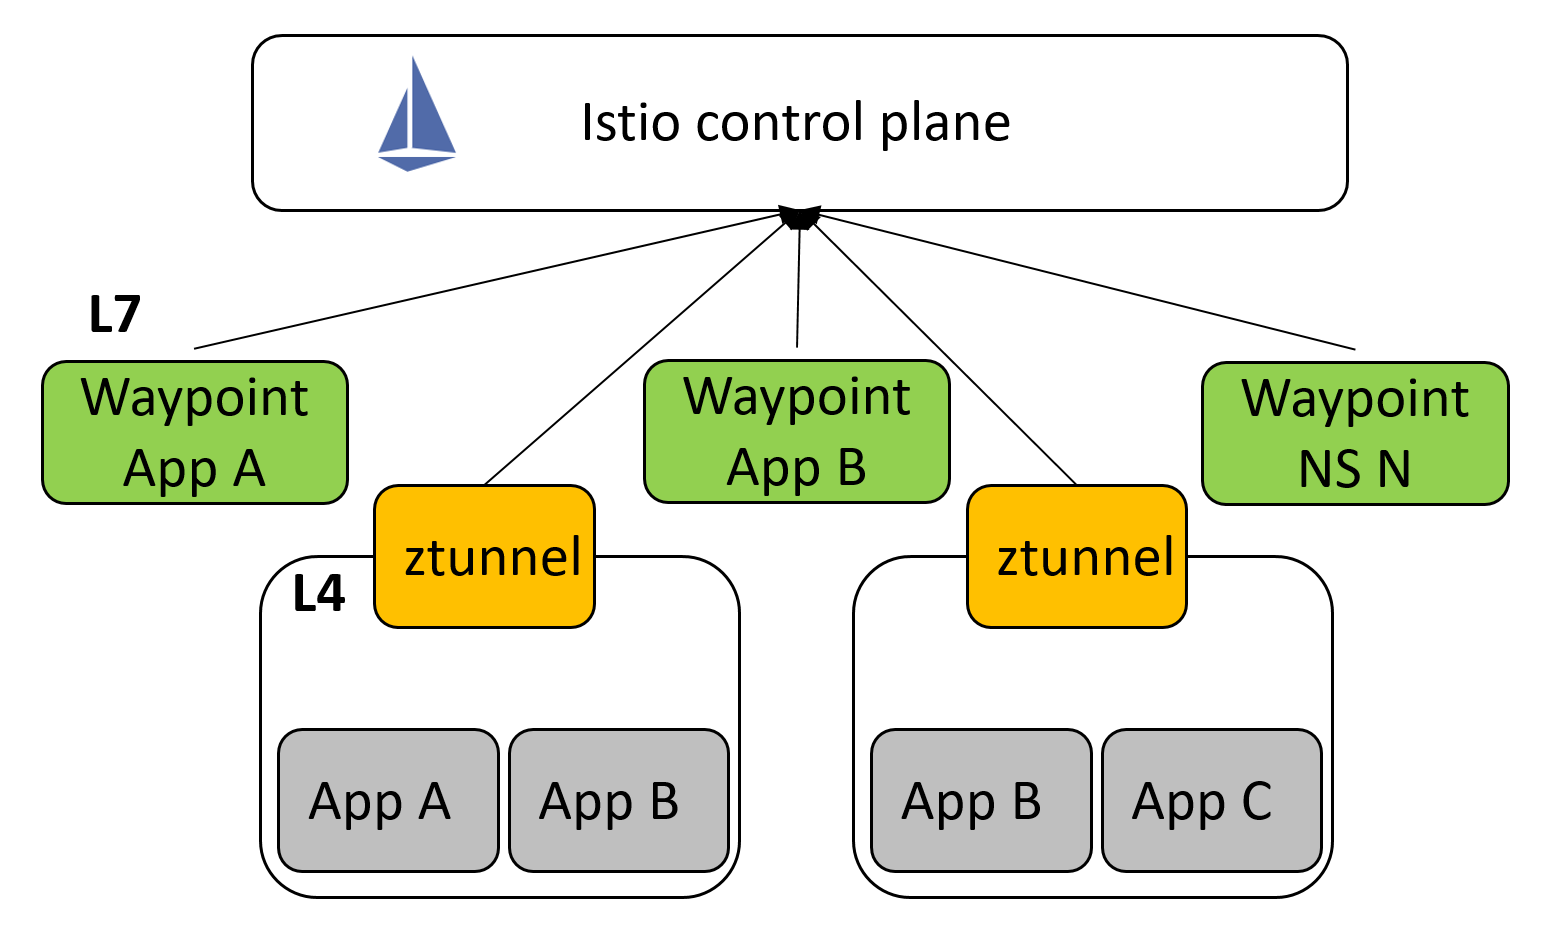 Istio control plane
L7
Waypoint
App A
Waypoint
App B
Waypoint
NS N
ztunnel
ztunnel
L4
App A
App B
App B
App C